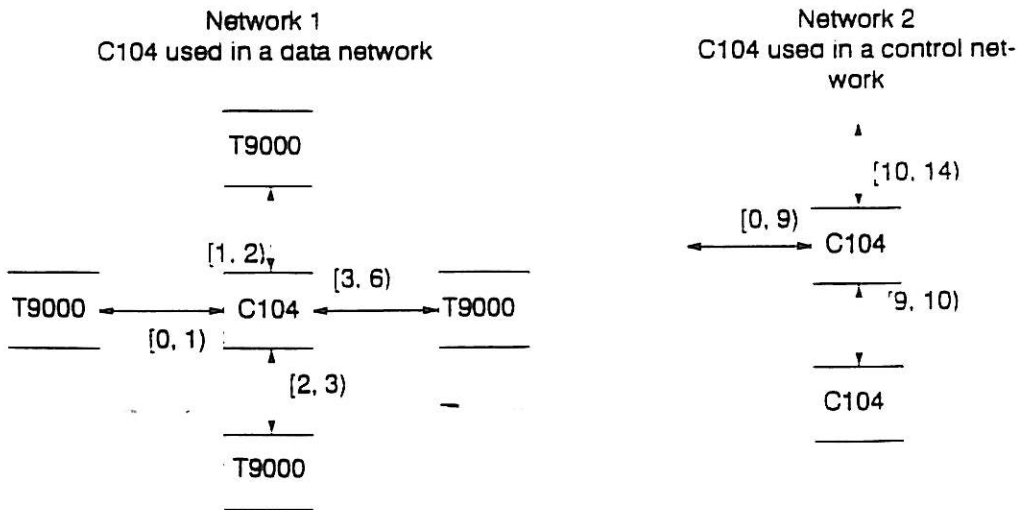 Network 1
C104 used in a data network
T9000
[1, 2)
[3, 6)
T9000
C104
T9000
[0, 1)
[2, 3)
T9000
Network 2
C104 used in a control net-
work
[10, 14)
[0, 9)
C104
[9, 10)
C104